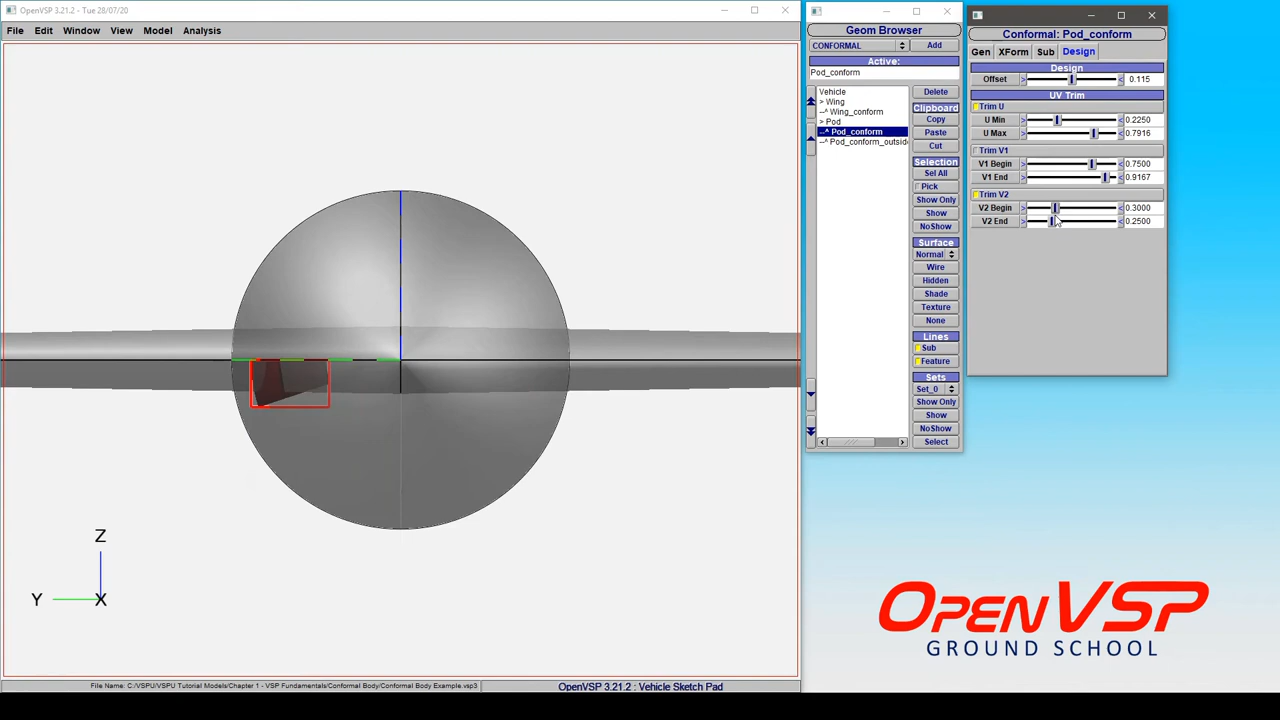 OpenVSP 3.21.2 - Tue 28/07/20
File Edit Window View Model Analysis
Z
Y X
File Name: C:/VSPU/VSPU Tutorial Models/Chapter 1 - VSP Fundamentals/Conformal Body/Conformal Body Example.vsp3
OpenVSP 3.21.2 : Vehicle Sketch Pad
Geom Browser
CONFORMAL Add
Active:
Pod_conform
Vehicle
> Wing
--^ Wing_conform
> Pod
--^ Pod_conform
--^ Pod_conform_outside
Delete
Clipboard
Copy
Paste
Cut
Selection
Sel All
Pick
Show Only
Show
NoShow
Surface
Normal
Wire
Hidden
Shade
Texture
None
Lines
Sub
Feature
Sets
Set_0
Show Only
Show
NoShow
Select
Conformal: Pod_conform
Gen XForm Sub Design
Design
Offset > < 0.115
UV Trim
Trim U
U Min > < 0.2250
U Max > < 0.7916
Trim V1
V1 Begin > < 0.7500
V1 End > < 0.9167
Trim V2
V2 Begin > < 0.3000
V2 End > < 0.2500
OpenVSP
GROUND SCHOOL